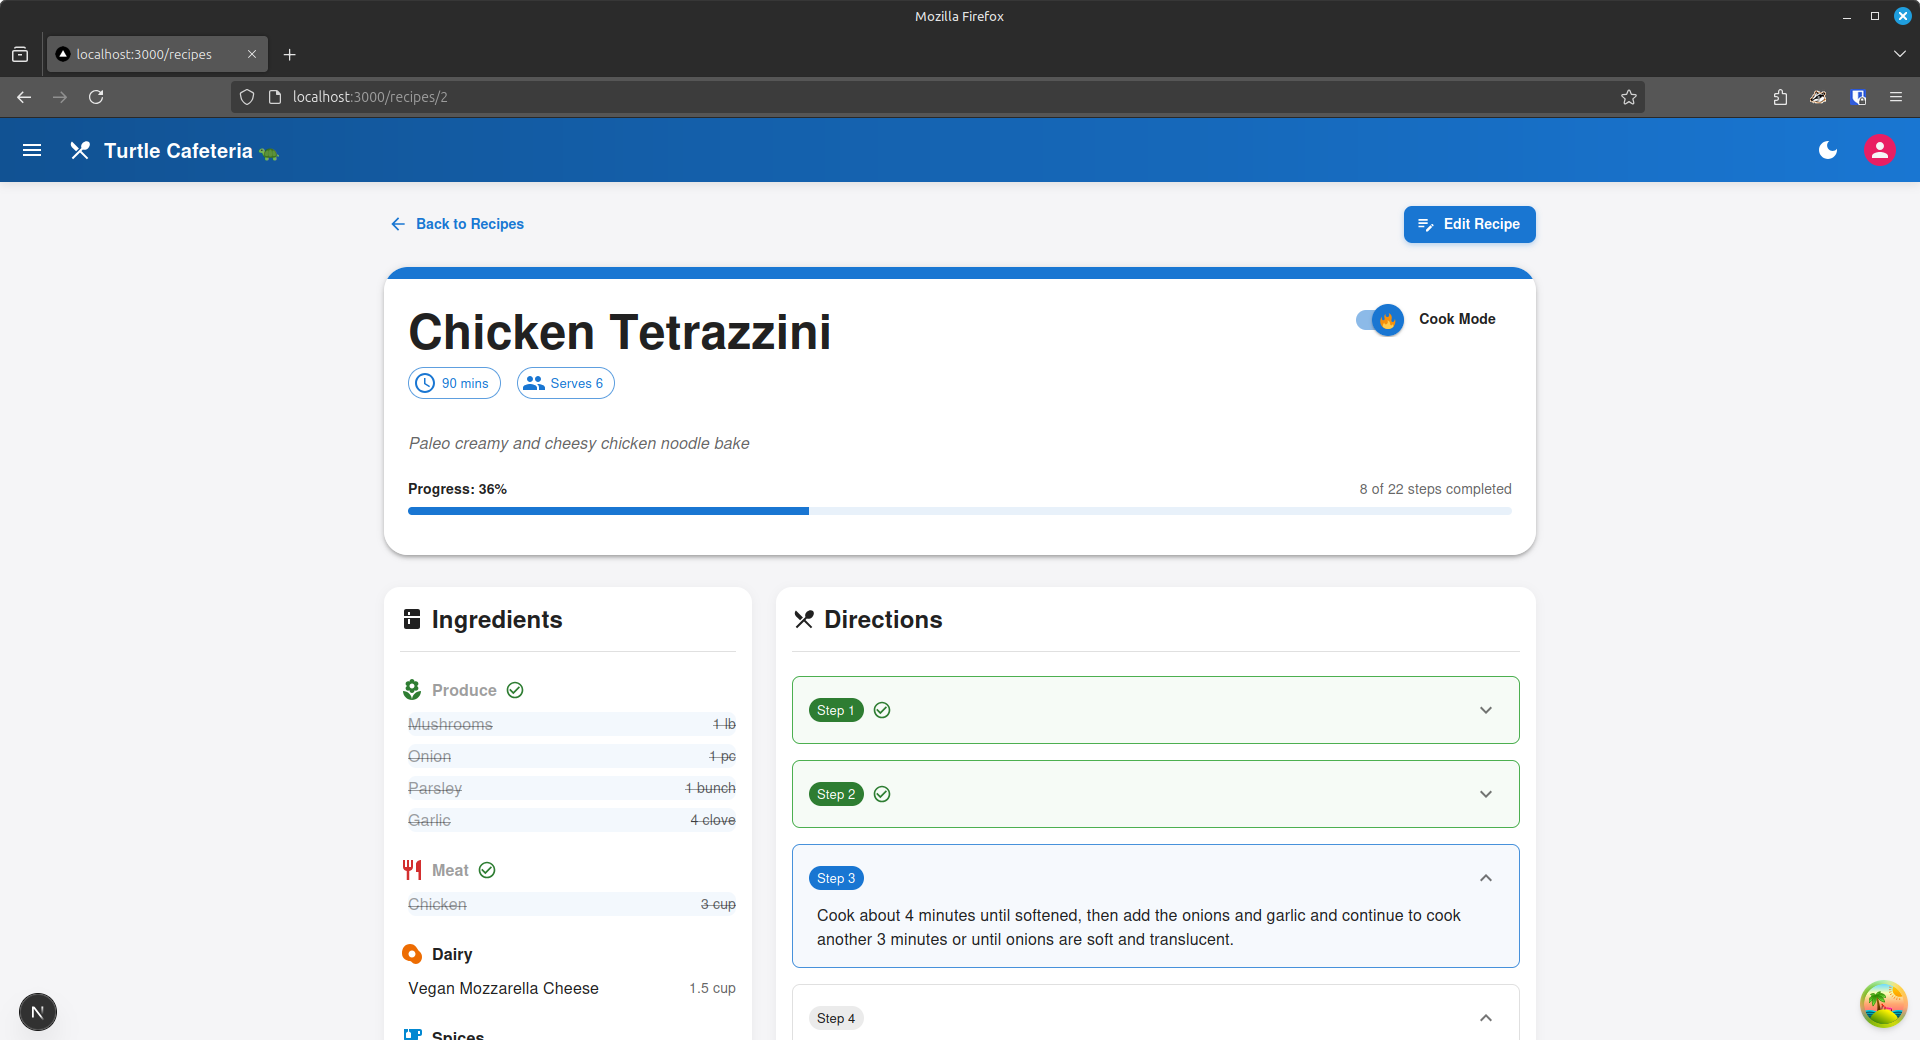 Mozilla Firefox
localhost:3000/recipes
localhost:3000/recipes/2
Turtle Cafeteria 🐢
Back to Recipes
Edit Recipe
Chicken Tetrazzini
Cook Mode
90 mins
Serves 6
Paleo creamy and cheesy chicken noodle bake
Progress: 36%
8 of 22 steps completed
Ingredients
Produce
Mushrooms 1 lb
Onion 1 pc
Parsley 1 bunch
Garlic 4 clove
Meat
Chicken 3 cup
Dairy
Vegan Mozzarella Cheese 1.5 cup
Spices
Directions
Step 1
Step 2
Step 3
Cook about 4 minutes until softened, then add the onions and garlic and continue to cook
another 3 minutes or until onions are soft and translucent.
Step 4
N